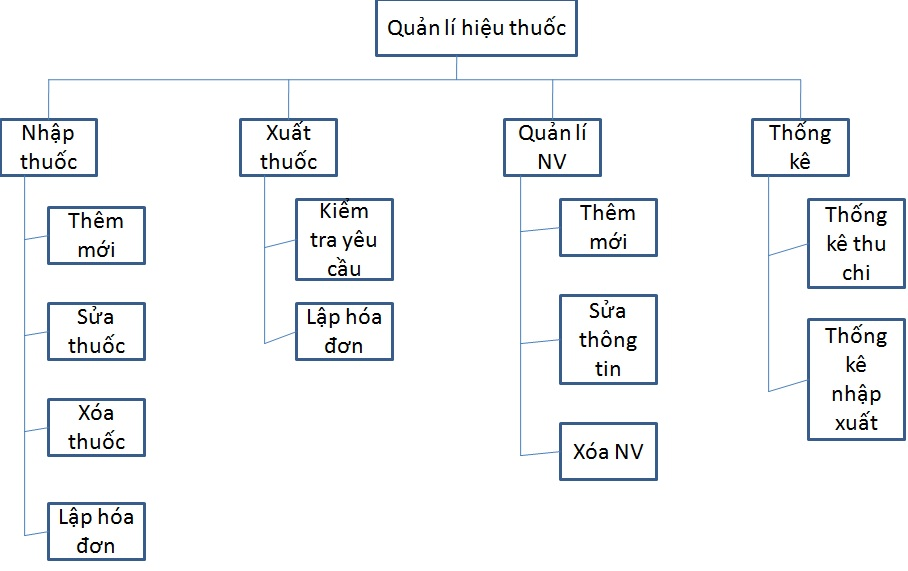 Quản lí hiệu thuốc
Nhập
thuốc
Xuất
thuốc
Quản lí
NV
Thống
kê
Thêm
mới
Sửa
thuốc
Xóa
thuốc
Lập hóa
đơn
Kiểm
tra yêu
cầu
Lập hóa
đơn
Thêm
mới
Sửa
thông
tin
Xóa NV
Thống
kê thu
chi
Thống
kê
nhập
xuất